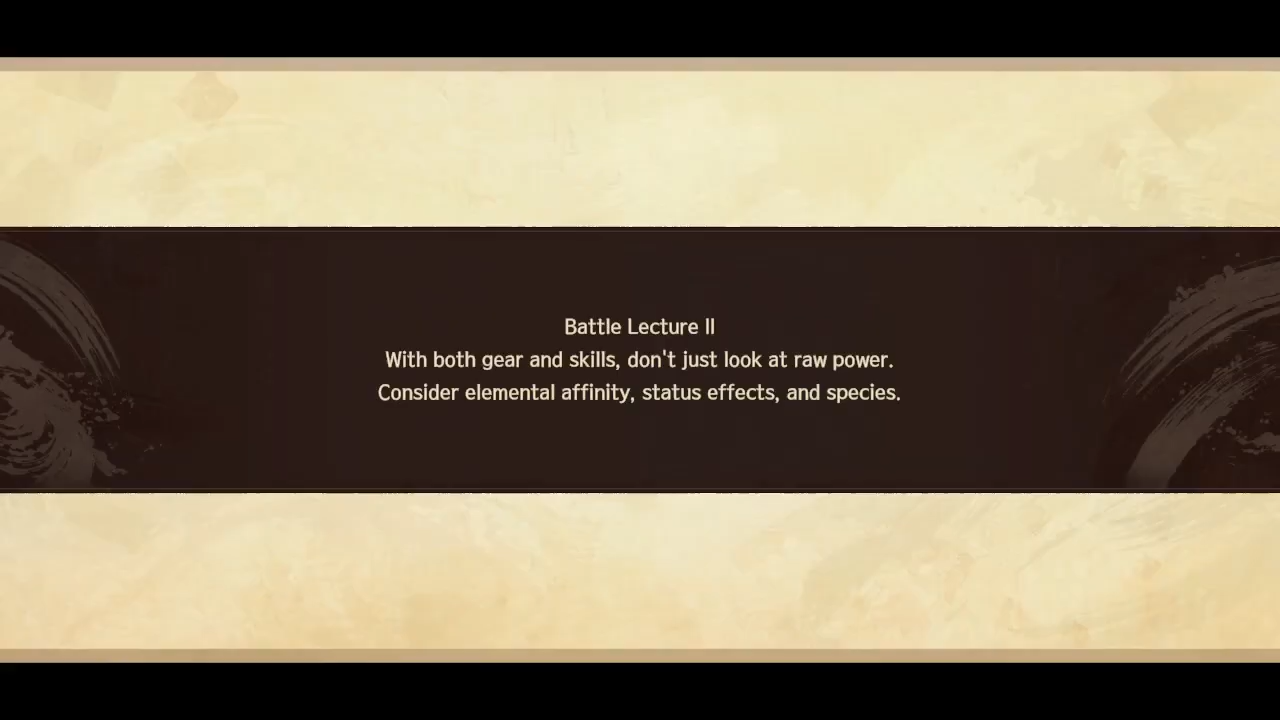 Battle Lecture II
With both gear and skills, don't just look at raw power.
Consider elemental affinity, status effects, and species.